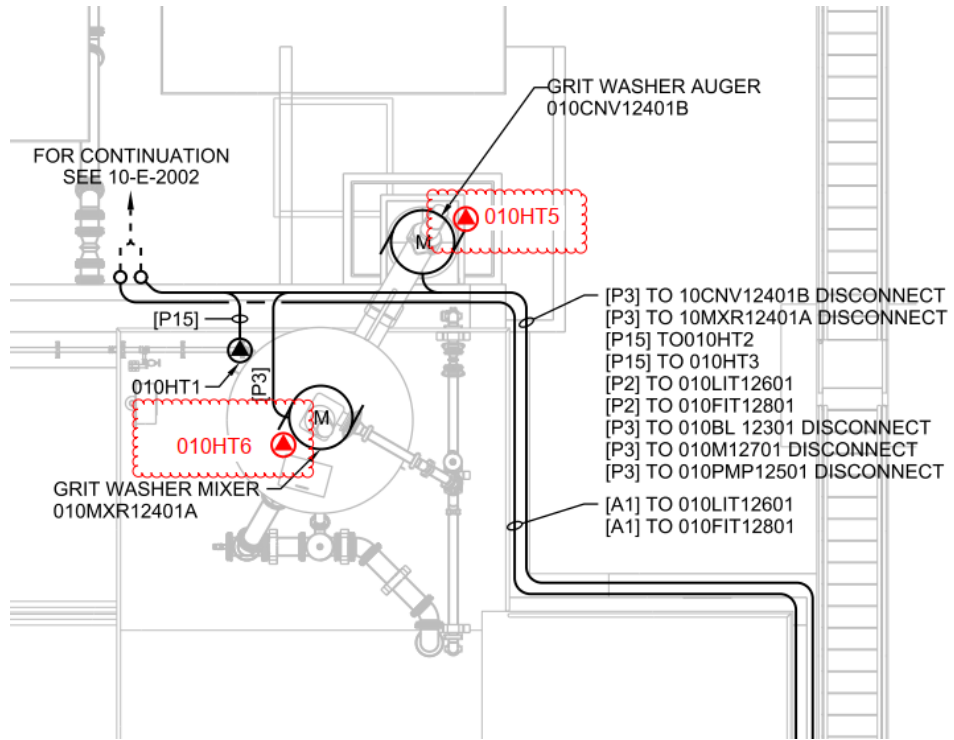 GRIT WASHER AUGER
010CNV12401B
FOR CONTINUATION
SEE 10-E-2002
010HT5
M
[P3] TO 10CNV12401B DISCONNECT
[P3] TO 10MXR12401A DISCONNECT
[P15] TO010HT2
[P15] TO 010HT3
[P2] TO 010LIT12601
[P2] TO 010FIT12801
[P3] TO 010BL 12301 DISCONNECT
[P3] TO 010M12701 DISCONNECT
[P3] TO 010PMP12501 DISCONNECT
[A1] TO 010LIT12601
[A1] TO 010FIT12801
[P15]
010HT1
[P3]
M
010HT6
GRIT WASHER MIXER
010MXR12401A